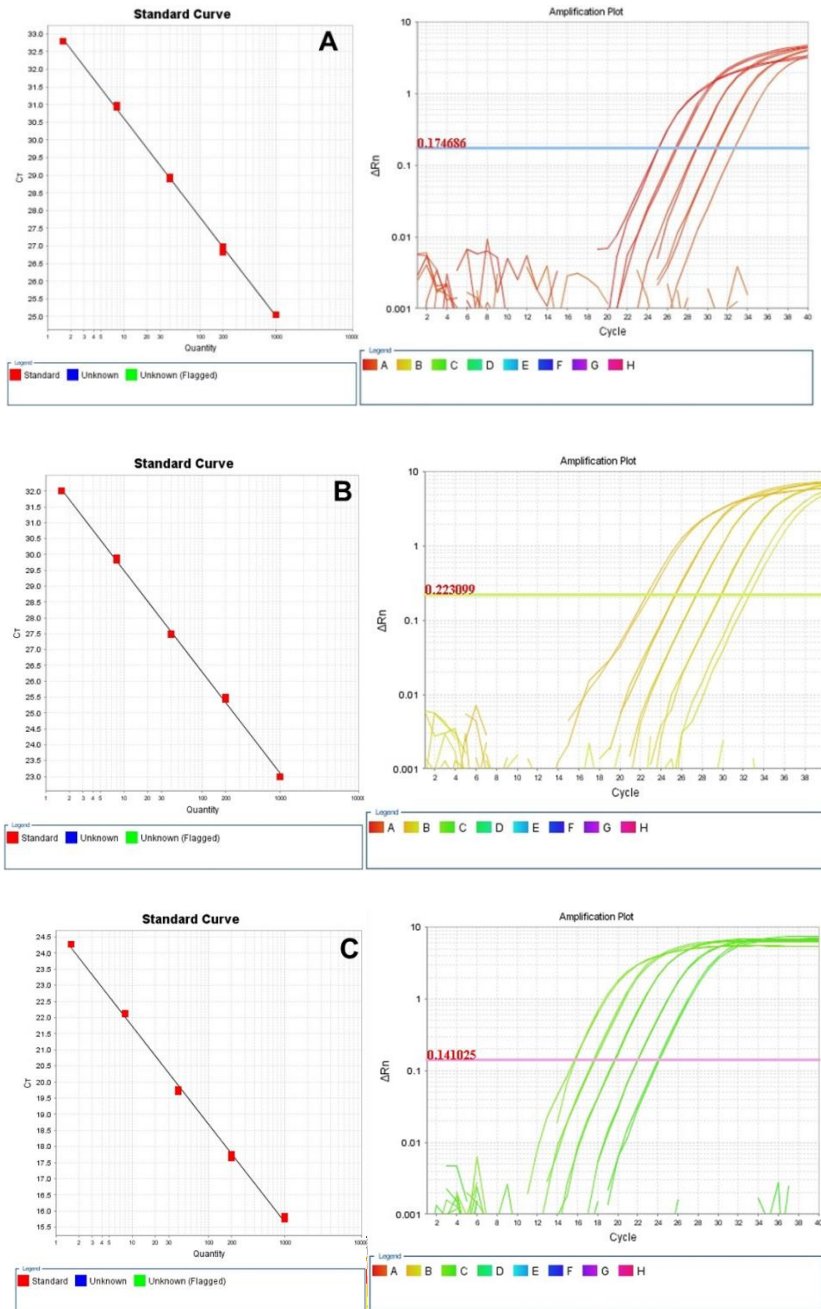 Standard Curve
A
33.0
32.5
32.0
31.5
31.0
30.5
30.0
29.5
29.0
28.5
28.0
27.5
27.0
26.5
26.0
25.5
25.0
CT
1 2 3 4 5 10 20 30 100 200 1000 1000
Quantity
Legend
Standard Unknown Unknown (Flagged)
Amplification Plot
10
1
0.174686
0.1
0.01
0.001
ΔRn
2 4 6 8 10 12 14 16 18 20 22 24 26 28 30 32 34 36 38 40
Cycle
Legend
A B C D E F G H
Standard Curve
B
32.0
31.5
31.0
30.5
30.0
29.5
29.0
28.5
28.0
27.5
27.0
26.5
26.0
25.5
25.0
24.5
24.0
23.5
23.0
CT
1 2 3 4 5 10 20 30 100 200 1000 1000
Quantity
Legend
Standard Unknown Unknown (Flagged)
Amplification Plot
10
1
0.223099
0.1
0.01
0.001
ΔRn
2 4 6 8 10 12 14 16 18 20 22 24 26 28 30 32 34 36 38
Cycle
Legend
A B C D E F G H
Standard Curve
C
24.5
24.0
23.5
23.0
22.5
22.0
21.5
21.0
20.5
20.0
19.5
19.0
18.5
18.0
17.5
17.0
16.5
16.0
15.5
CT
1 2 3 4 5 10 20 30 100 200 1000
Quantity
Legend
Standard Unknown Unknown (Flagged)
Amplification Plot
10
1
0.141025
0.1
0.01
0.001
ΔRn
2 4 6 8 10 12 14 16 18 20 22 24 26 28 30 32 34 36 38 40
Cycle
Legend
A B C D E F G H